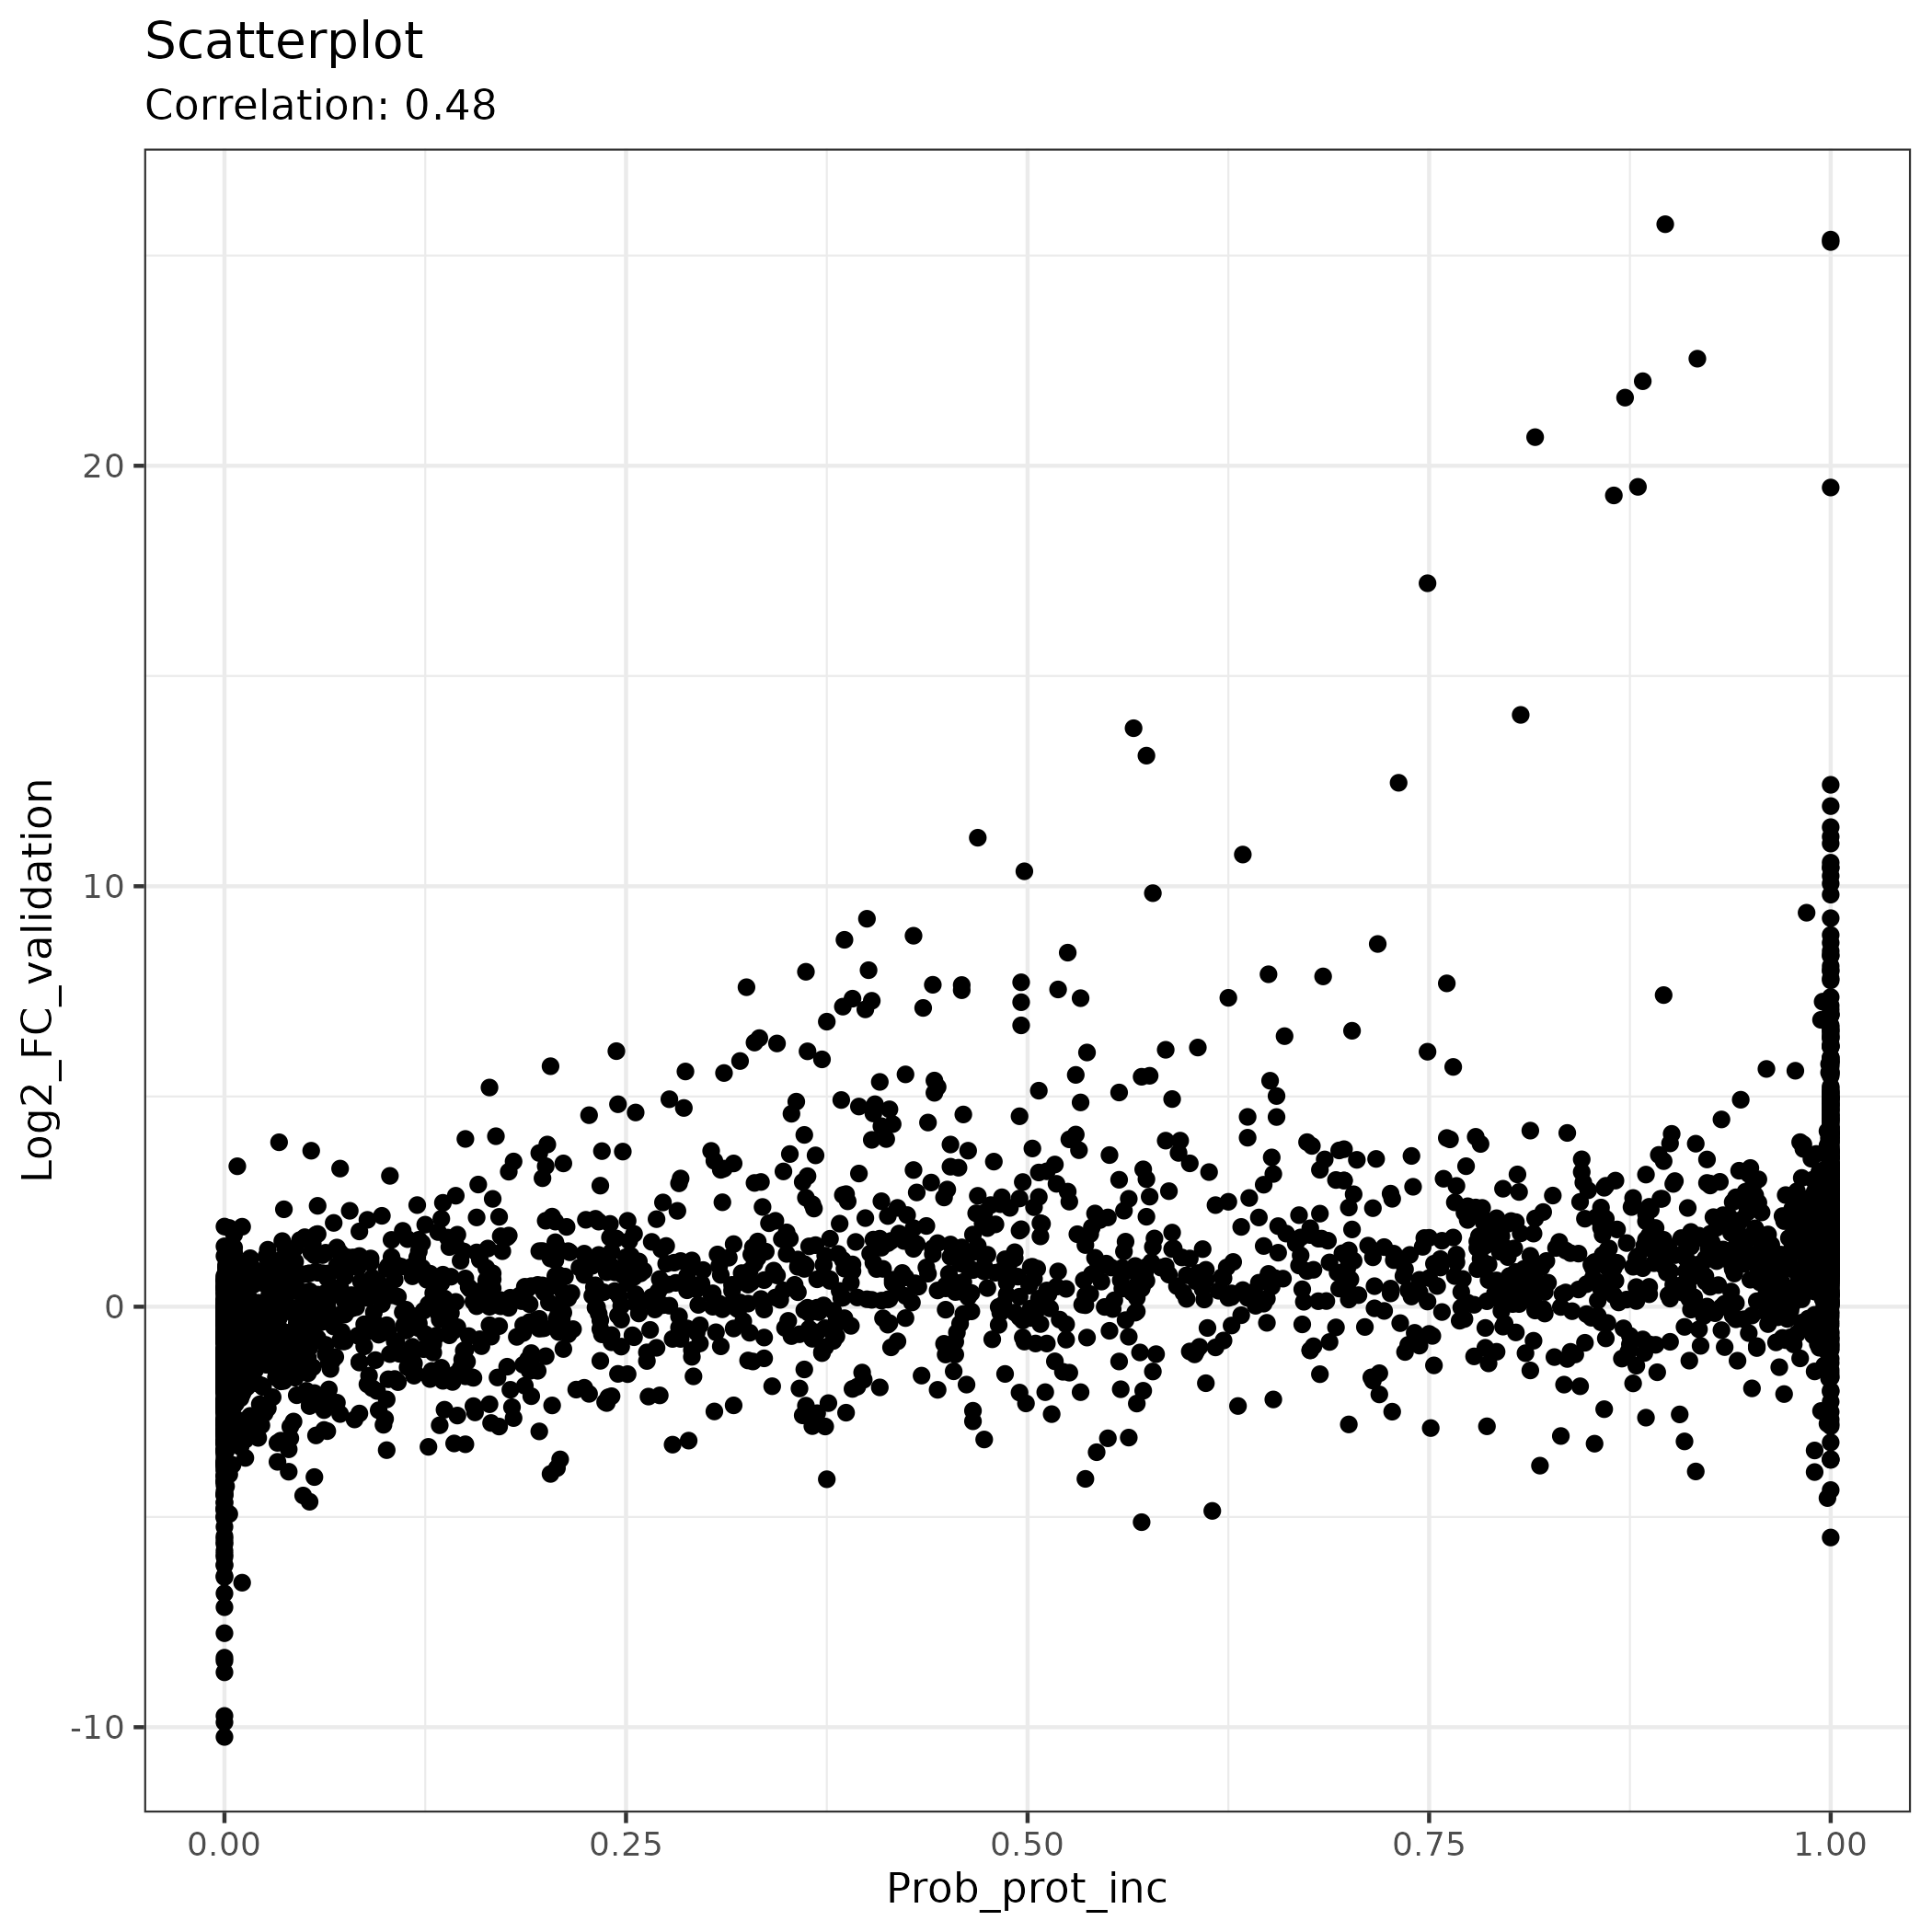 Scatterplot
Correlation: 0.48
Log2_FC_validation
20
10
0
-10
0.00 0.25 0.50 0.75 1.00
Prob_prot_inc